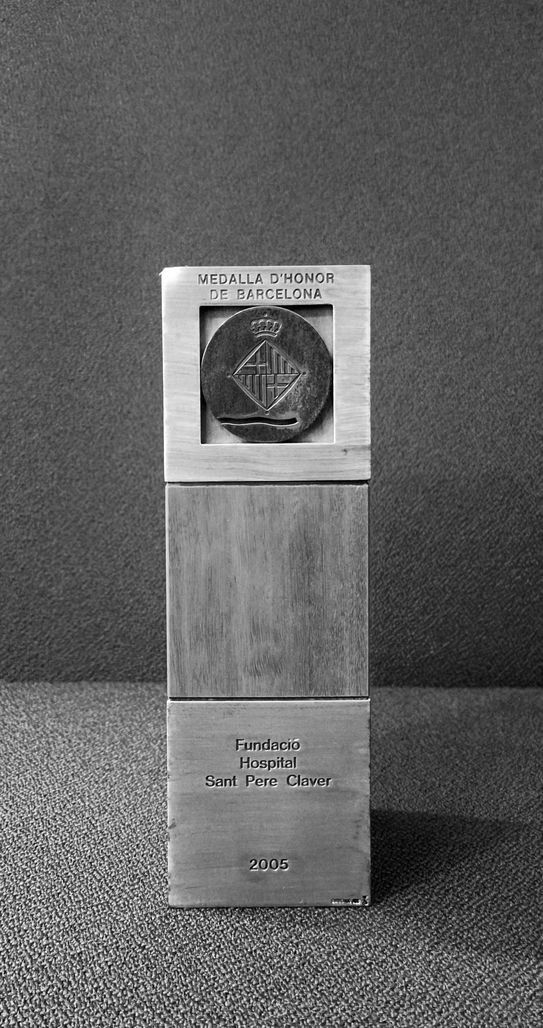 MEDALLA D'HONOR
DE BARCELONA
Fundació
Hospital
Sant Pere Claver
2005